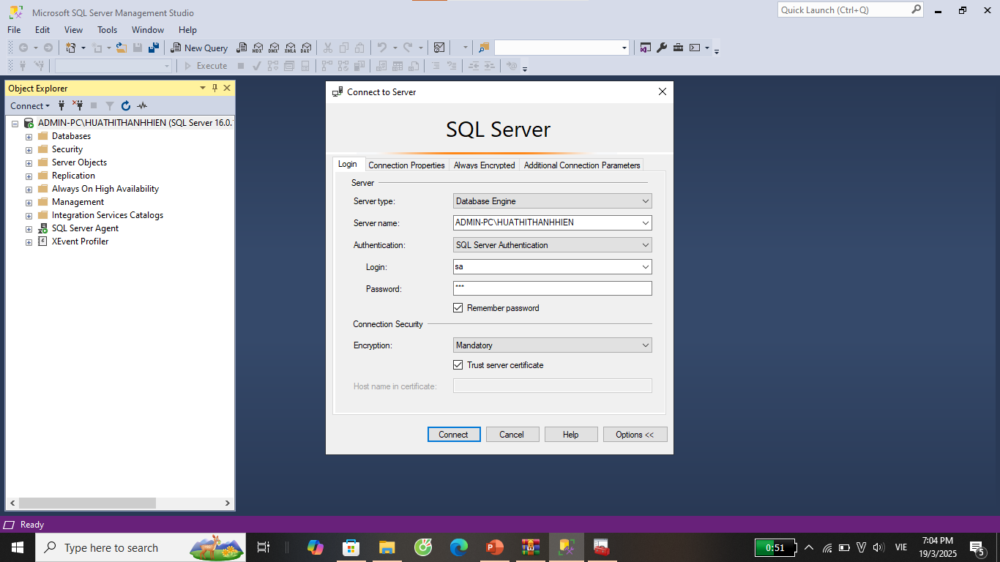 Microsoft SQL Server Management Studio
Quick Launch (Ctrl+Q)
File Edit View Tools Window Help
New Query
MDX DMX XMLA DAX
Execute
Object Explorer
Connect
ADMIN-PC\HUATHITHANHHIEN (SQL Server 16.0.
Databases
Security
Server Objects
Replication
Always On High Availability
Management
Integration Services Catalogs
SQL Server Agent
XEvent Profiler
Connect to Server
SQL Server
Login Connection Properties Always Encrypted Additional Connection Parameters
Server
Server type: Database Engine
Server name: ADMIN-PC\HUATHITHANHHIEN
Authentication: SQL Server Authentication
Login: sa
Password: ***
Remember password
Connection Security
Encryption: Mandatory
Trust server certificate
Host name in certificate:
Connect Cancel Help Options <<
Ready
Type here to search
0:51
VIE
7:04 PM
19/3/2025
5